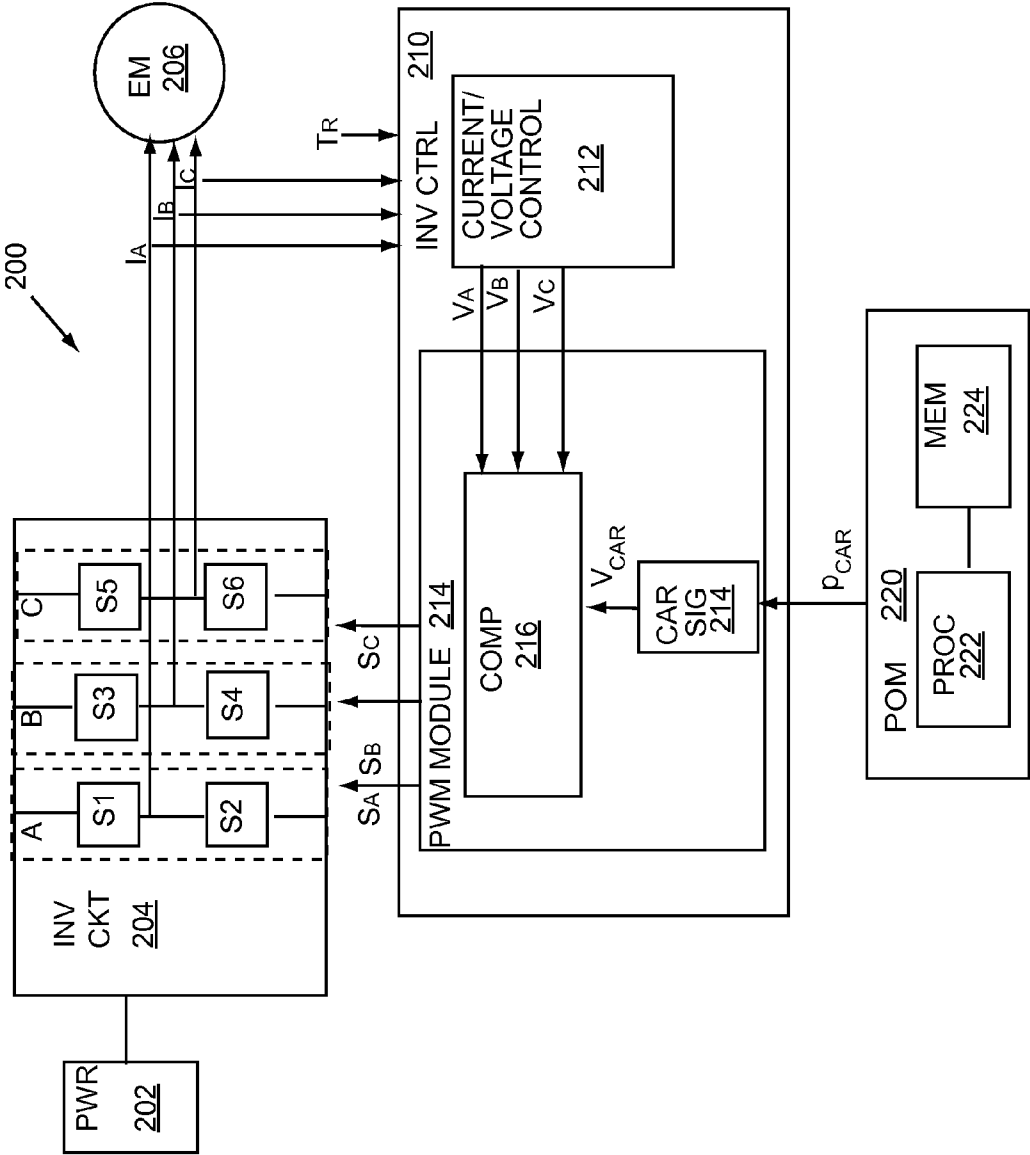 200
PWR
202
INV
CKT
204
A
S1
S2
B
S3
S4
C
S5
S6
IA
IB
IC
EM
206
TR
SA
SB
SC
INV CTRL
210
PWM MODULE 214
COMP
216
VA
VB
VC
CURRENT/
VOLTAGE
CONTROL
212
VCAR
CAR
SIG
214
pCAR
POM 220
PROC
222
MEM
224